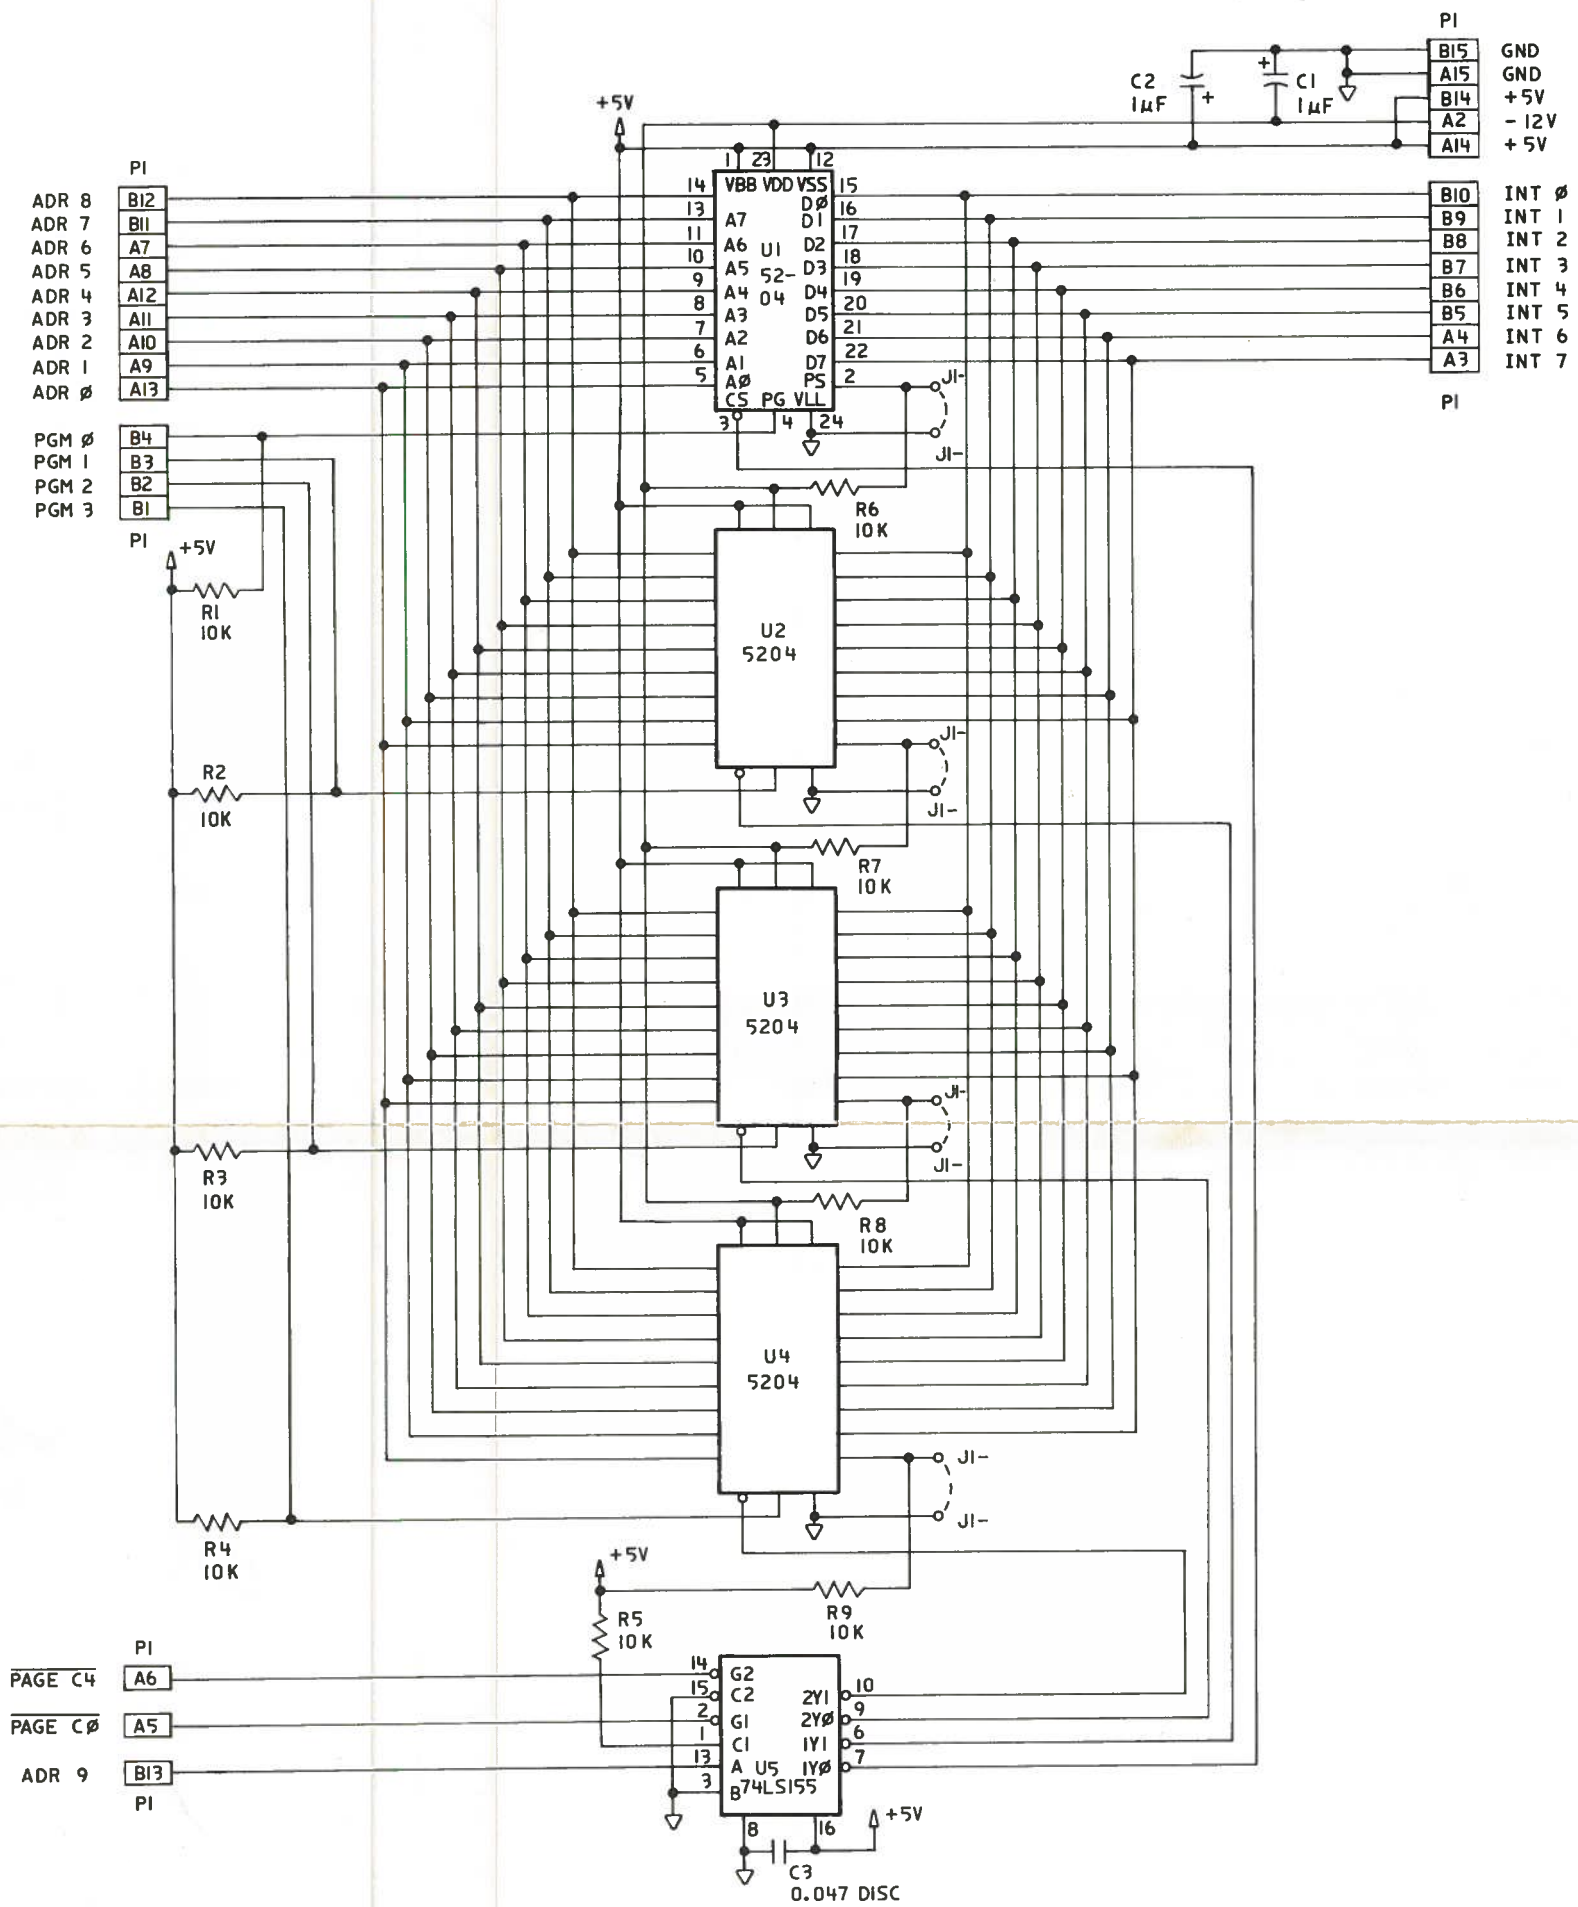 P1
B15 GND
A15 GND
B14 +5V
A2 -12V
A14 +5V
C2
1µF
+
+
C1
1µF
+5V
P1
ADR 8 B12
ADR 7 B11
ADR 6 A7
ADR 5 A8
ADR 4 A12
ADR 3 A11
ADR 2 A10
ADR 1 A9
ADR Ø A13
PGM Ø B4
PGM 1 B3
PGM 2 B2
PGM 3 B1
P1
1 23 12
VBB VDD VSS
14
13 A7
11 A6
10 A5
9 A4
8 A3
7 A2
6 A1
5 AØ
U1
52-
04
DØ 15
D1 16
D2 17
D3 18
D4 19
D5 20
D6 21
D7 22
PS 2
CS PG VLL
3 4 24
J1-
J1-
B10 INT Ø
B9 INT 1
B8 INT 2
B7 INT 3
B6 INT 4
B5 INT 5
A4 INT 6
A3 INT 7
P1
+5V
R1
10K
R6
10K
U2
5204
J1-
J1-
R2
10K
R7
10K
U3
5204
J1-
J1-
R3
10K
R8
10K
U4
5204
J1-
J1-
R4
10K
+5V
R5
10K
R9
10K
P1
PAGE C4 A6
PAGE CØ A5
ADR 9 B13
P1
14 G2
15 C2
2 G1
1 C1
13 A
3 B
U5
74LS155
2Y1 10
2YØ 9
1Y1 6
1YØ 7
8 16
+5V
C3
0.047 DISC